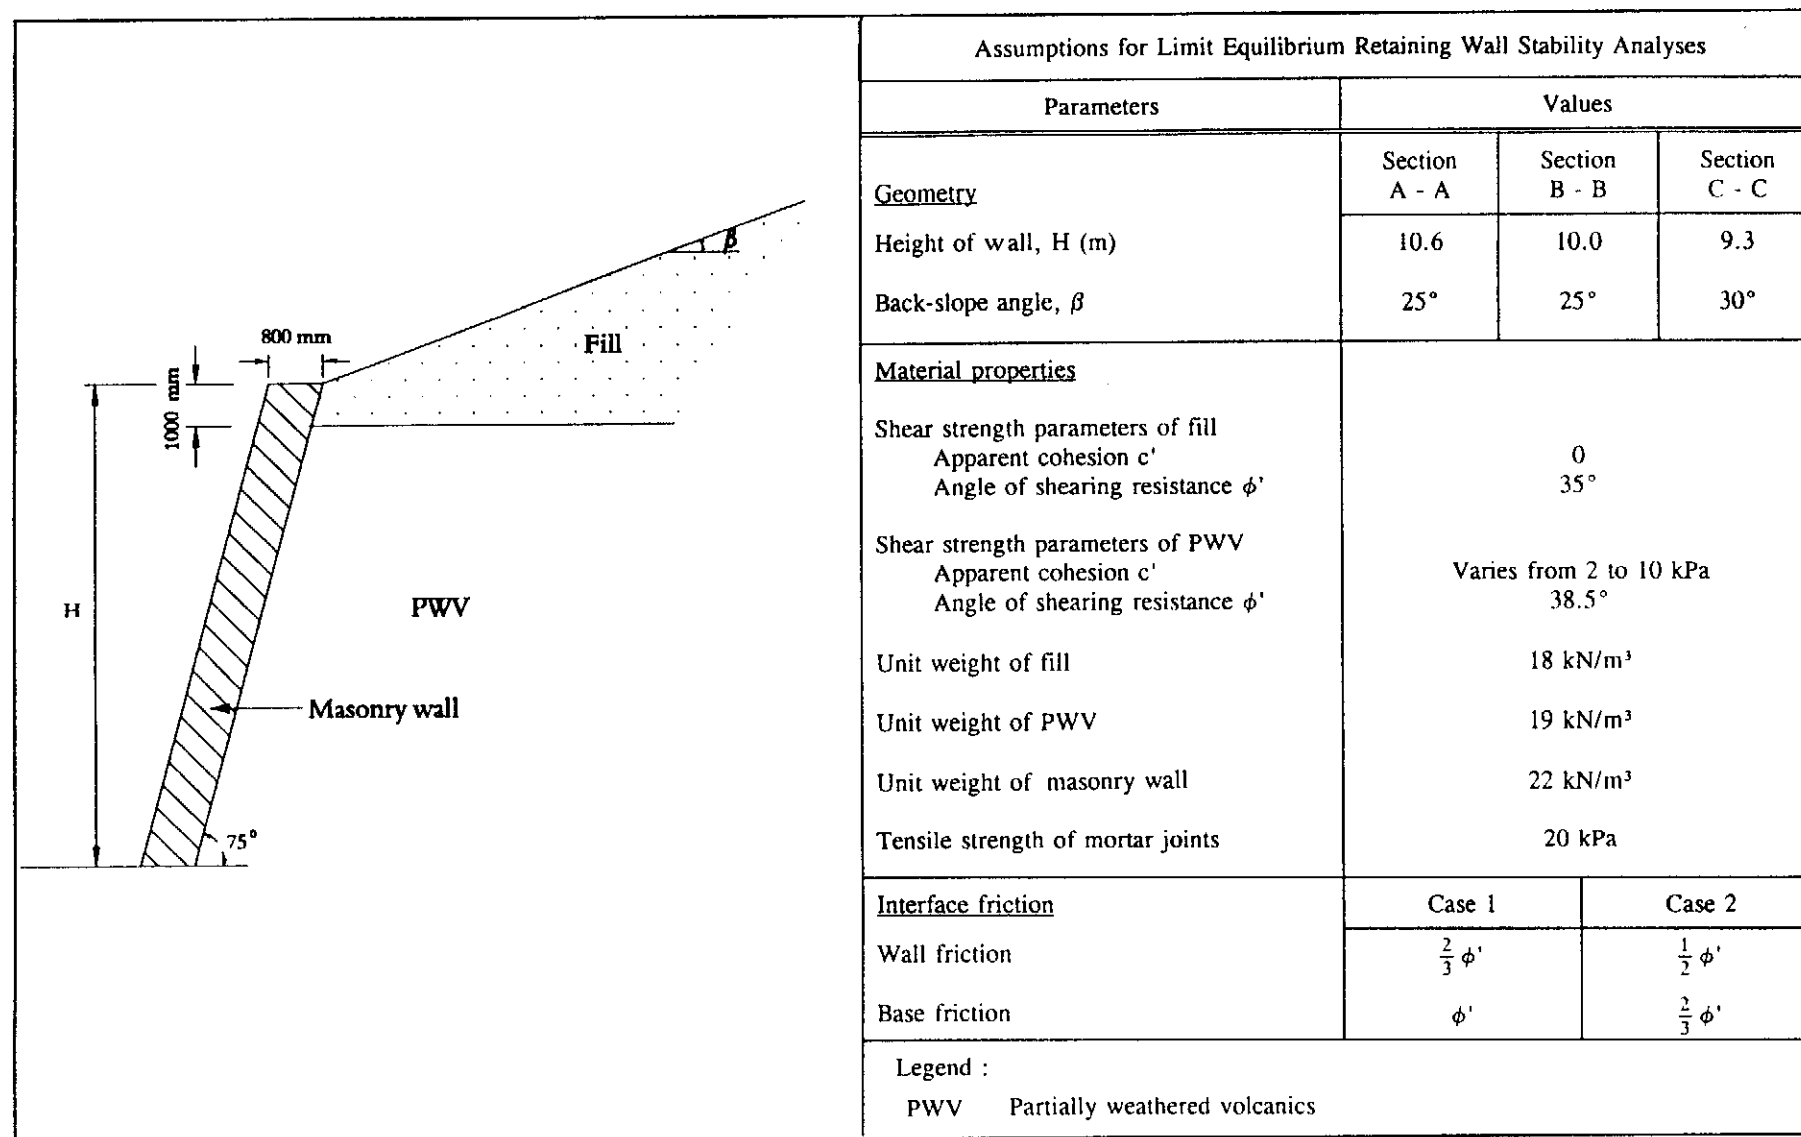 β
800 mm
Fill
1000 mm
H
PWV
Masonry wall
75°
Assumptions for Limit Equilibrium Retaining Wall Stability Analyses
Parameters Values
Geometry Section A - A Section B - B Section C - C
Height of wall, H (m) 10.6 10.0 9.3
Back-slope angle, β 25° 25° 30°
Material properties
Shear strength parameters of fill
Apparent cohesion c' 0
Angle of shearing resistance ϕ' 35°
Shear strength parameters of PWV
Apparent cohesion c' Varies from 2 to 10 kPa
Angle of shearing resistance ϕ' 38.5°
Unit weight of fill 18 kN/m³
Unit weight of PWV 19 kN/m³
Unit weight of masonry wall 22 kN/m³
Tensile strength of mortar joints 20 kPa
Interface friction Case 1 Case 2
Wall friction 2/3 ϕ' 1/2 ϕ'
Base friction ϕ' 2/3 ϕ'
Legend :
PWV Partially weathered volcanics